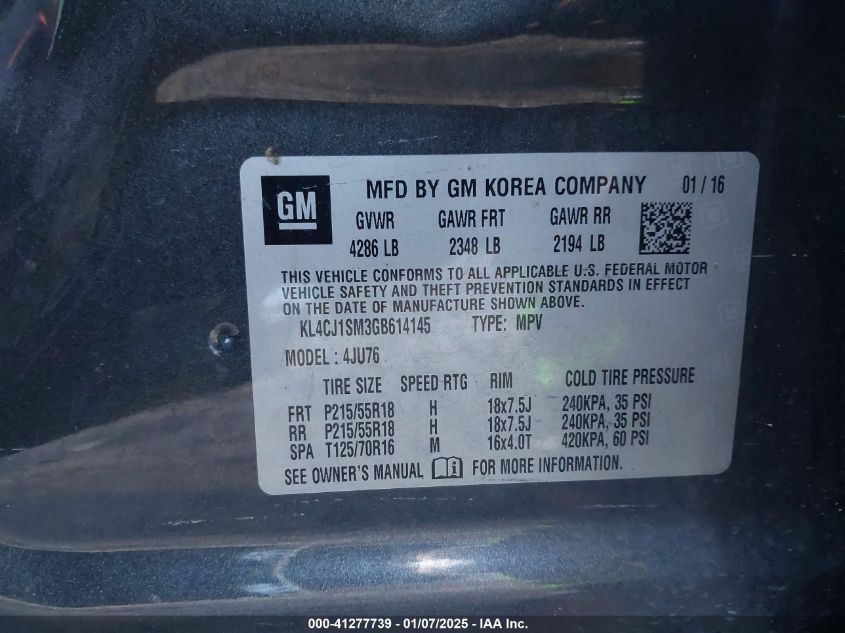 GM
MFD BY GM KOREA COMPANY 01 / 16
GVWR GAWR FRT GAWR RR
4286 LB 2348 LB 2194 LB
THIS VEHICLE CONFORMS TO ALL APPLICABLE U.S. FEDERAL MOTOR
VEHICLE SAFETY AND THEFT PREVENTION STANDARDS IN EFFECT
ON THE DATE OF MANUFACTURE SHOWN ABOVE.
KL4CJ1SM3GB614145 TYPE: MPV
MODEL : 4JU76
TIRE SIZE SPEED RTG RIM COLD TIRE PRESSURE
FRT P215/55R18 H 18x7.5J 240KPA, 35 PSI
RR P215/55R18 H 18x7.5J 240KPA, 35 PSI
SPA T125/70R16 M 16x4.0T 420KPA, 60 PSI
SEE OWNER'S MANUAL FOR MORE INFORMATION.
000-41277739 - 01/07/2025 - IAA Inc.